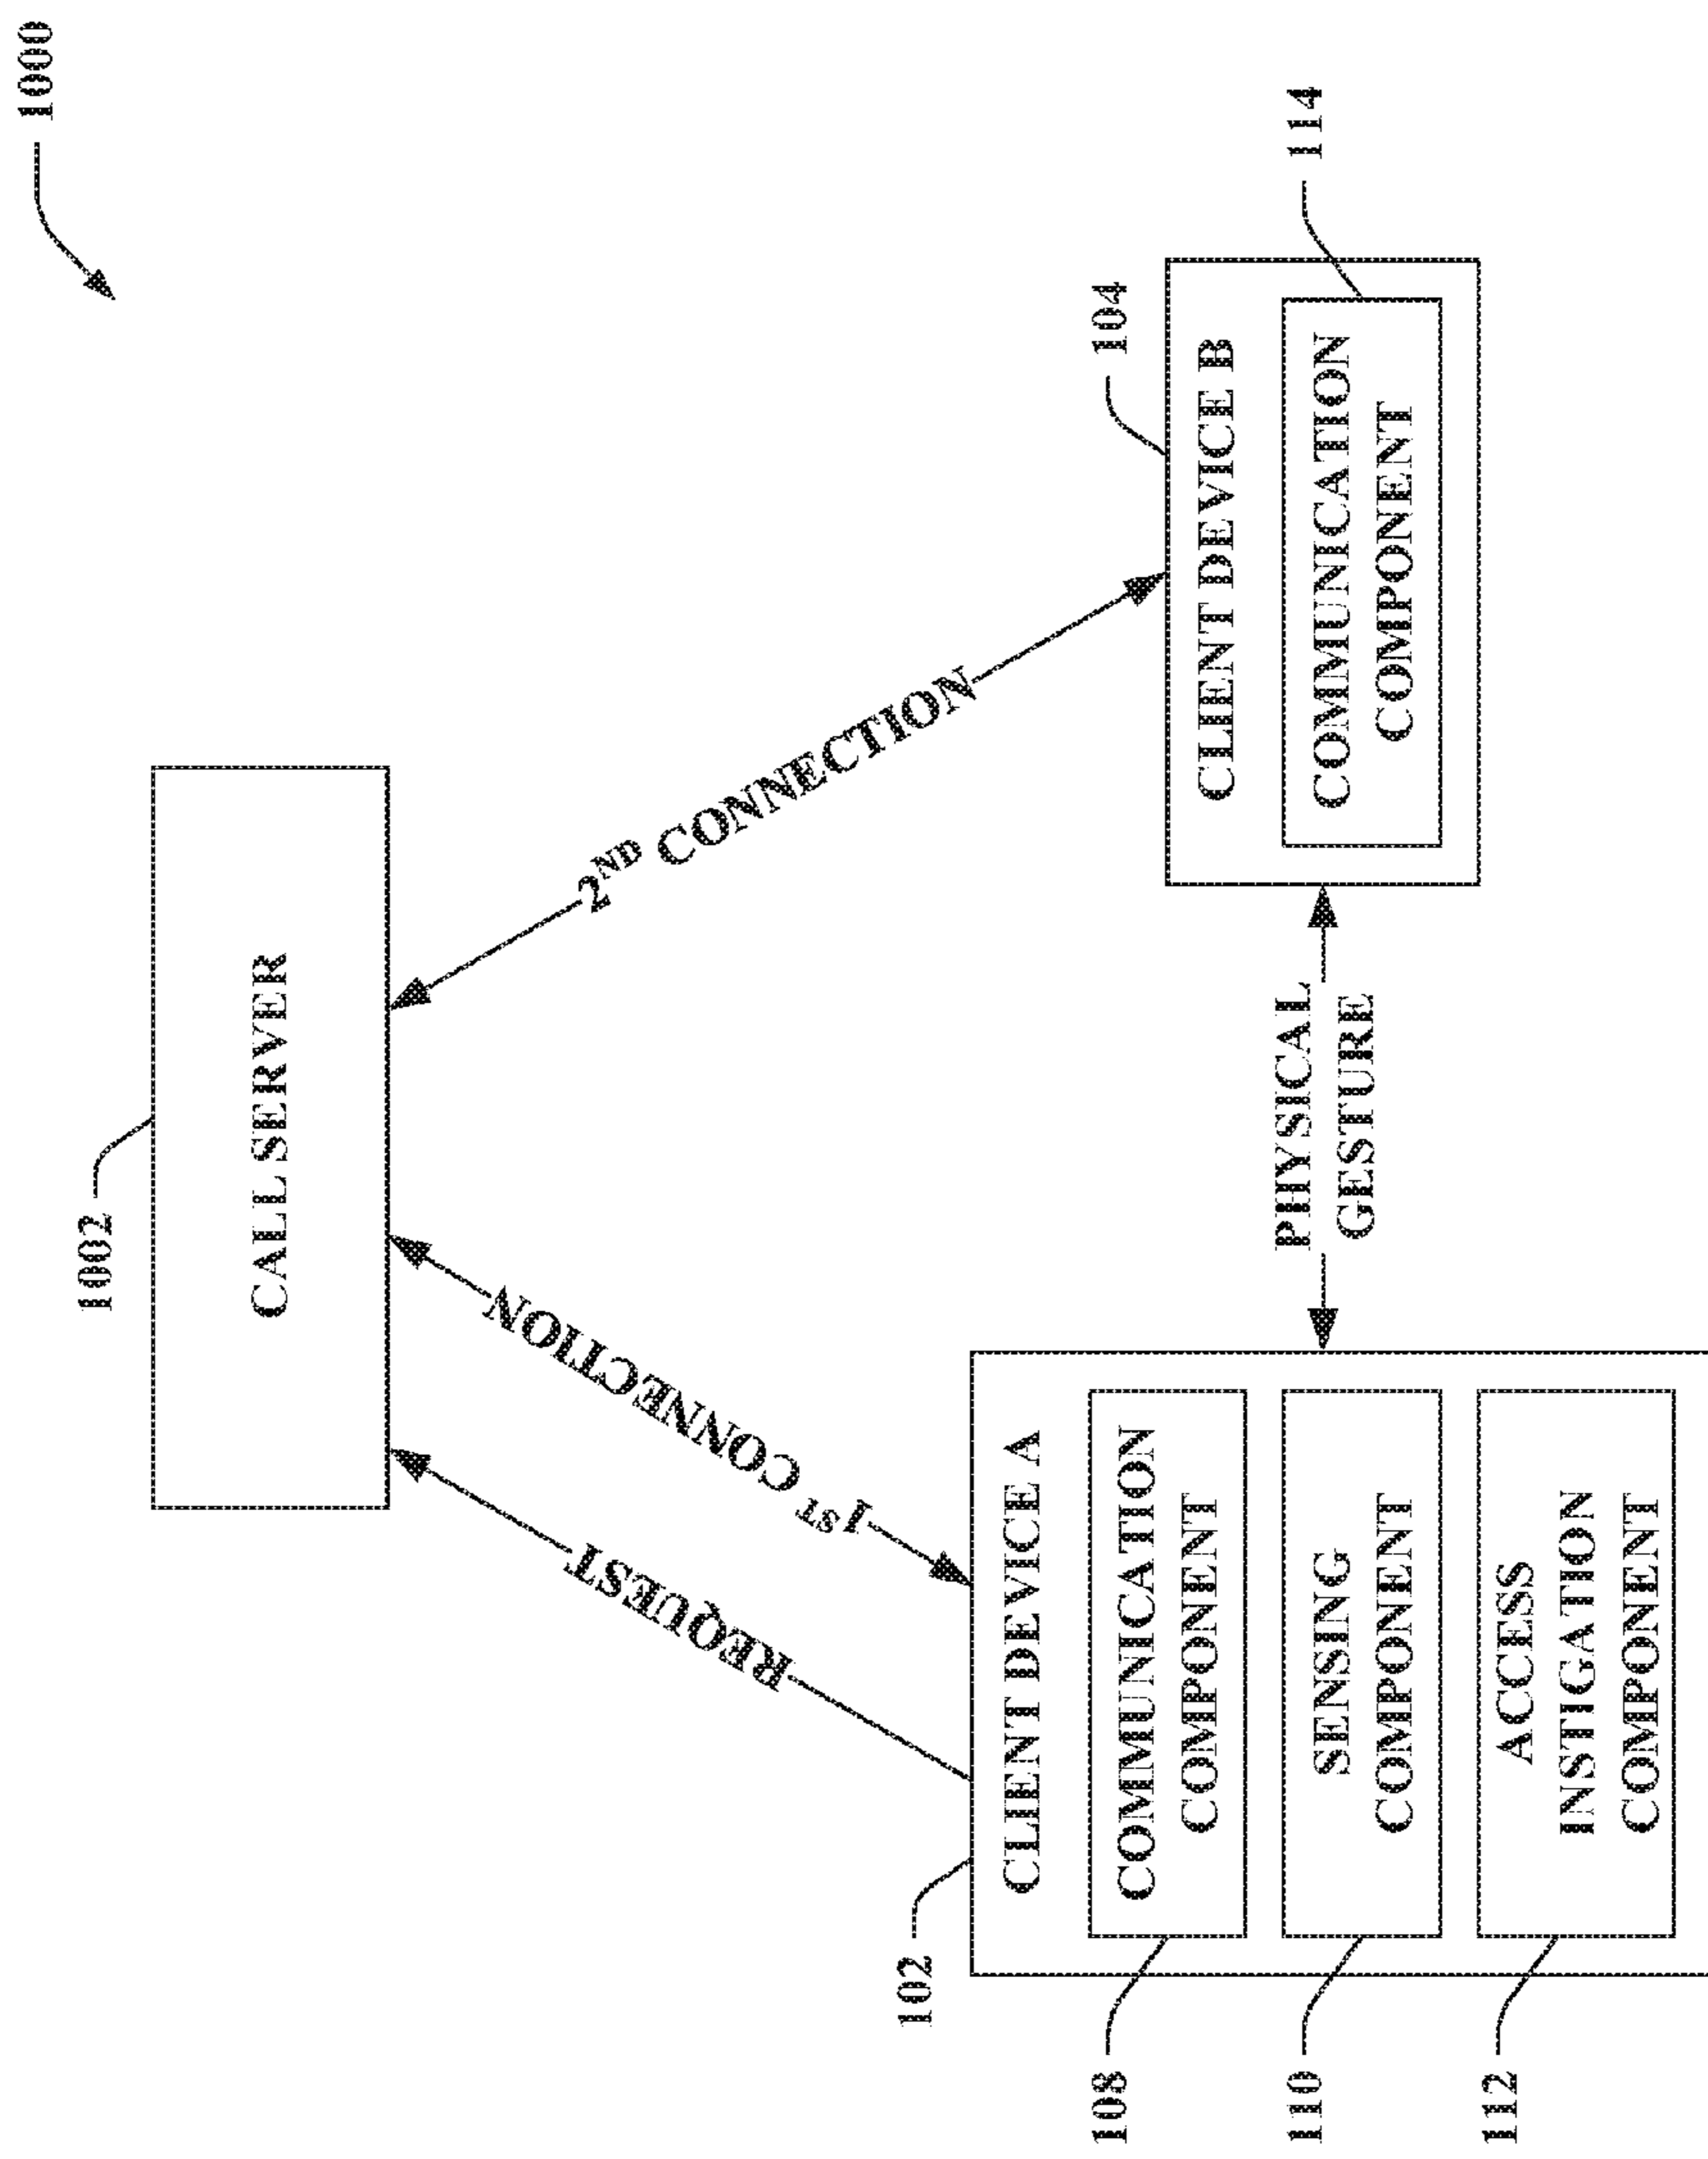 1000
1002
CALL SERVER
REQUEST
1ST CONNECTION
2ND CONNECTION
102
CLIENT DEVICE A
108
COMMUNICATION
COMPONENT
110
SENSING
COMPONENT
112
ACCESS
INSTIGATION
COMPONENT
PHYSICAL
GESTURE
104
CLIENT DEVICE B
COMMUNICATION
COMPONENT
114